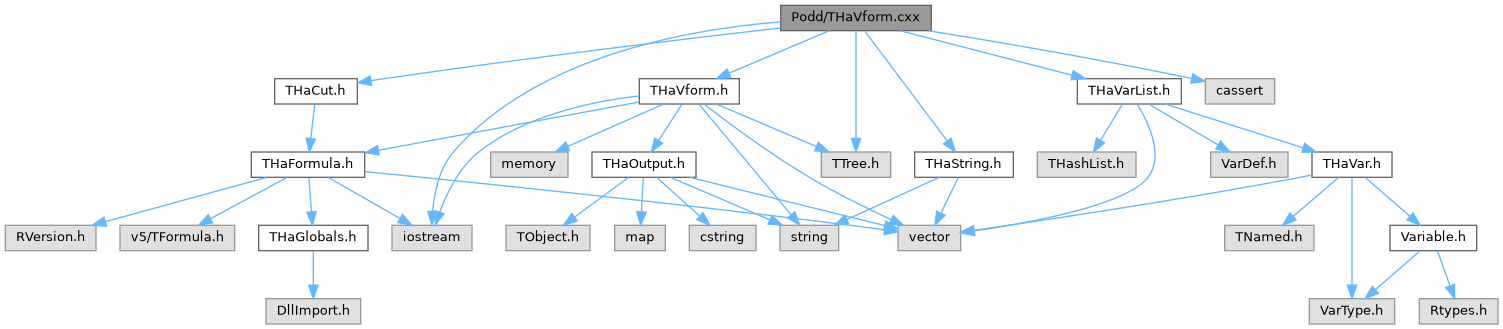 Podd/THaVform.cxx
THaCut.h
THaVform.h
THaVarList.h
cassert
THaFormula.h
memory
THaOutput.h
TTree.h
THaString.h
THashList.h
VarDef.h
THaVar.h
RVersion.h
v5/TFormula.h
THaGlobals.h
iostream
TObject.h
map
cstring
string
vector
TNamed.h
Variable.h
DllImport.h
VarType.h
Rtypes.h